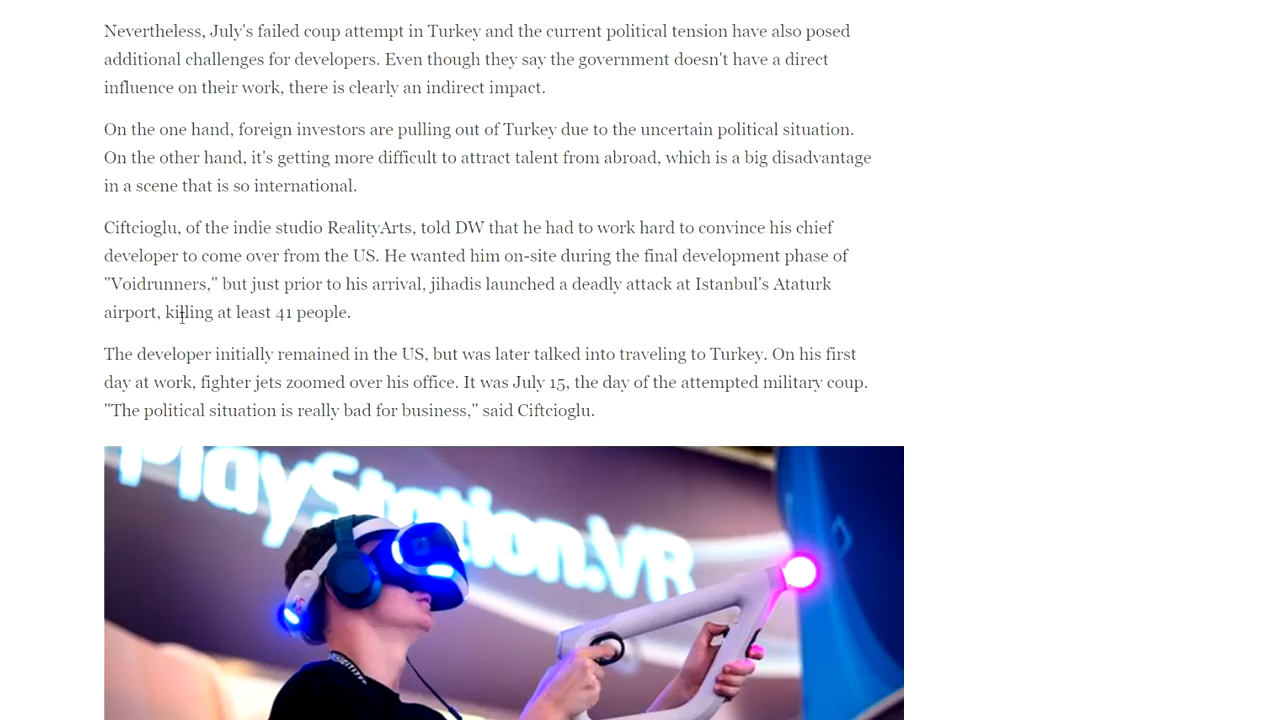 Nevertheless, July's failed coup attempt in Turkey and the current political tension have also posed
additional challenges for developers. Even though they say the government doesn't have a direct
influence on their work, there is clearly an indirect impact.
On the one hand, foreign investors are pulling out of Turkey due to the uncertain political situation.
On the other hand, it's getting more difficult to attract talent from abroad, which is a big disadvantage
in a scene that is so international.
Ciftcioglu, of the indie studio RealityArts, told DW that he had to work hard to convince his chief
developer to come over from the US. He wanted him on-site during the final development phase of
"Voidrunners," but just prior to his arrival, jihadis launched a deadly attack at Istanbul's Ataturk
airport, killing at least 41 people.
The developer initially remained in the US, but was later talked into traveling to Turkey. On his first
day at work, fighter jets zoomed over his office. It was July 15, the day of the attempted military coup.
"The political situation is really bad for business," said Ciftcioglu.
PlayStation.VR